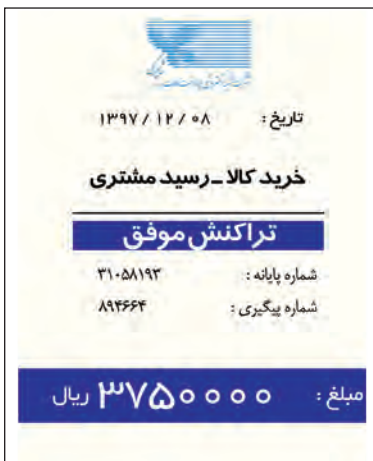 تاریخ : ۱۳۹۷ / ۱۲ / ۰۸
خرید کالا ـ رسید مشتری
تراکنش موفق
شماره پایانه : ۳۱۰۵۸۱۹۳
شماره پیگیری : ۸۹۴۶۶۴
مبلغ : ۳۷۵۰۰۰۰ ریال